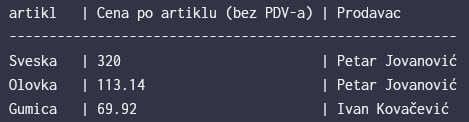 artikl | Cena po artiklu (bez PDV-a) | Prodavac
--------------------------------------------------------
Sveska | 320 | Petar Jovanović
Olovka | 113.14 | Petar Jovanović
Gumica | 69.92 | Ivan Kovačević